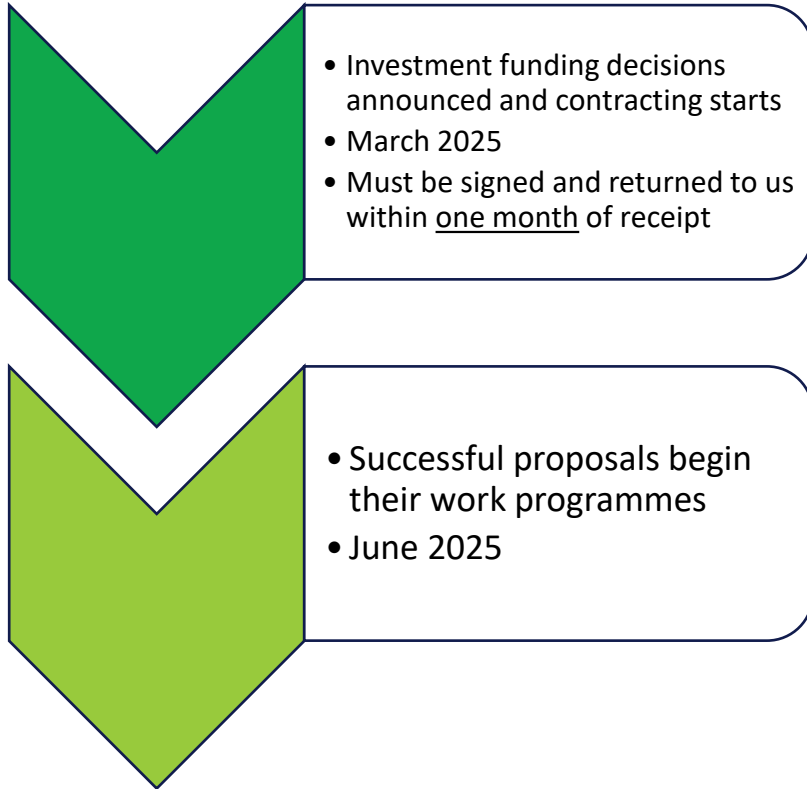 • Investment funding decisions
announced and contracting starts
• March 2025
• Must be signed and returned to us
within one month of receipt
• Successful proposals begin
their work programmes
• June 2025